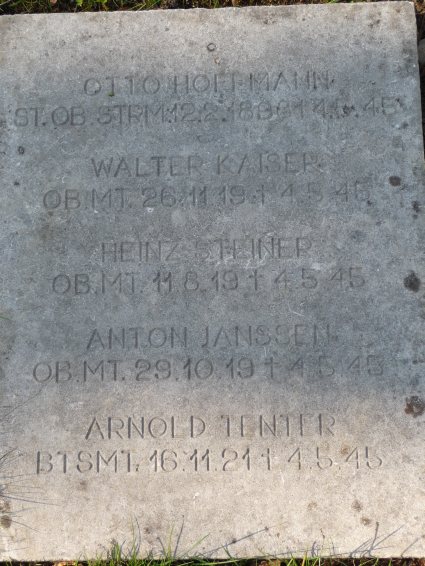 OTTO HOFFMANN
ST. OB. STRM. 12.2.1896 † 4.5.45
WALTER KAISER
OB. MT. 26.11.19 † 4.5.45
HEINZ STEINER
OB. MT. 11.8.19 † 4.5.45
ANTON JANSSEN
OB. MT. 29.10.19 † 4.5.45
ARNOLD TENTER
BTSMT. 16.11.21 † 4.5.45